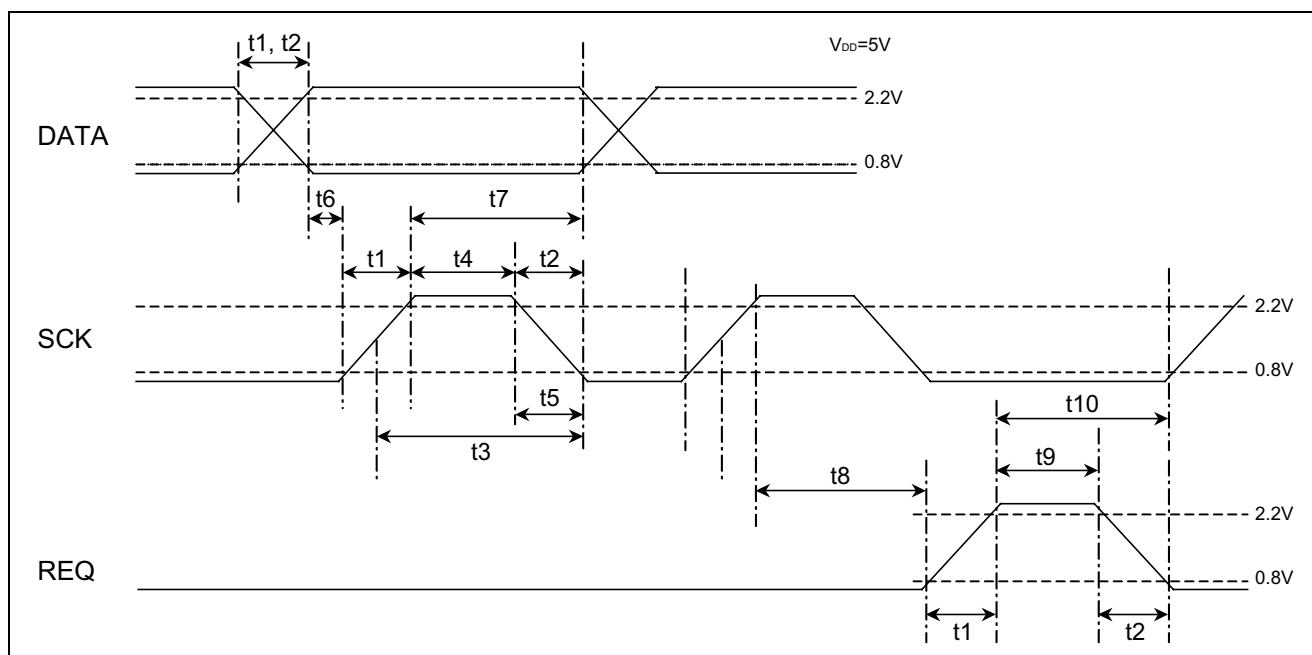 t1, t2
VDD=5V
2.2V
DATA
0.8V
t6
t7
t1
t4
t2
2.2V
SCK
0.8V
t5
t10
t3
t9
t8
2.2V
REQ
0.8V
t1
t2